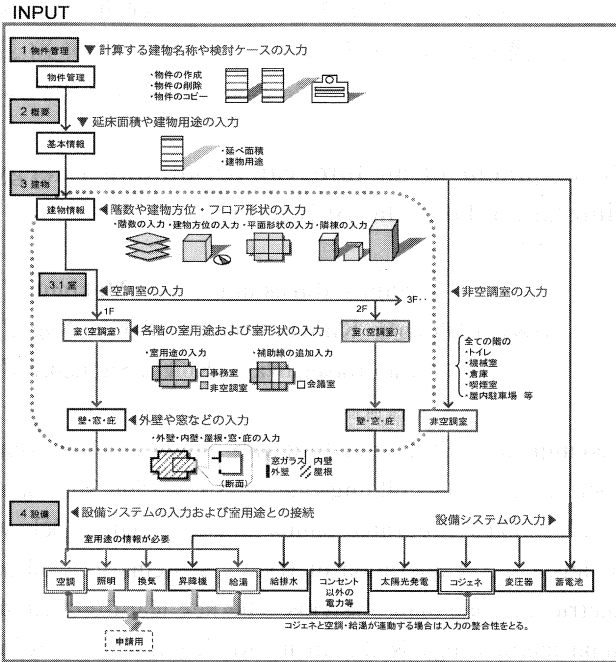 INPUT
1 物件管理
▼計算する建物名称や検討ケースの入力
物件管理
・物件の作成
・物件の削除
・物件のコピー
2 概要
▼延床面積や建物用途の入力
基本情報
・延べ面積
・建物用途
3 建物
建物情報
◀階数や建物方位・フロア形状の入力
・階数の入力・建物方位の入力・平面形状の入力・隣棟の入力
3.1 室
◀空調室の入力
◀非空調室の入力
1F
2F
3F‥
室(空調室)
◀各階の室用途および室形状の入力
室(空調室)
・室用途の入力
・補助線の追加入力
事務室
非空調室
会議室
全ての階の
・トイレ
・機械室
・倉庫
・喫煙室
・屋内駐車場 等
壁・窓・庇
◀外壁や窓などの入力
壁・窓・庇
非空調室
・外壁・内壁・屋根・窓・庇の入力
窓ガラス
内壁
外壁
屋根
(断面)
4 設備
◀設備システムの入力および室用途との接続
設備システムの入力▶
室用途の情報が必要
空調
照明
換気
昇降機
給湯
給排水
コンセント
以外の
電力等
太陽光発電
コジェネ
変圧器
蓄電池
コジェネと空調・給湯が連動する場合は入力の整合性をとる。
申請用